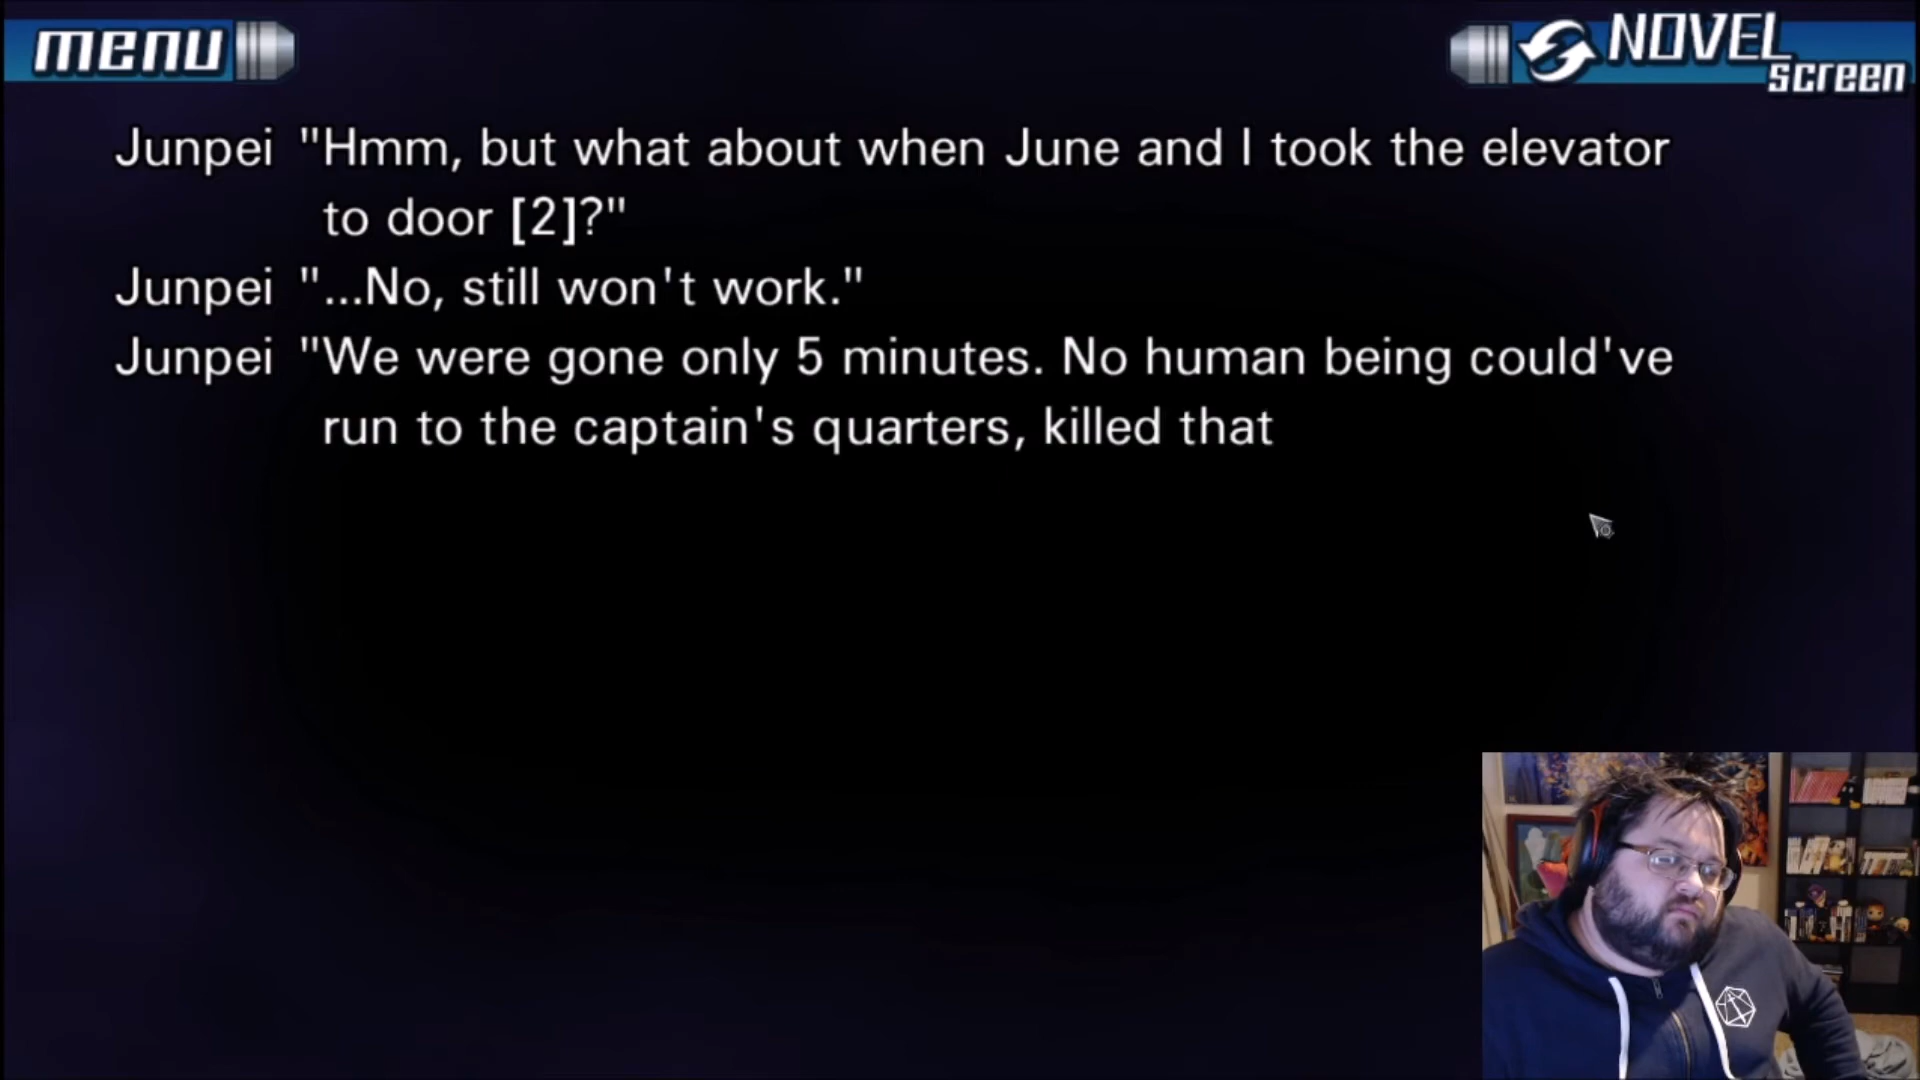 menu
NOVEL
screen
Junpei "Hmm, but what about when June and I took the elevator
to door [2]?"
Junpei "...No, still won't work."
Junpei "We were gone only 5 minutes. No human being could've
run to the captain's quarters, killed that